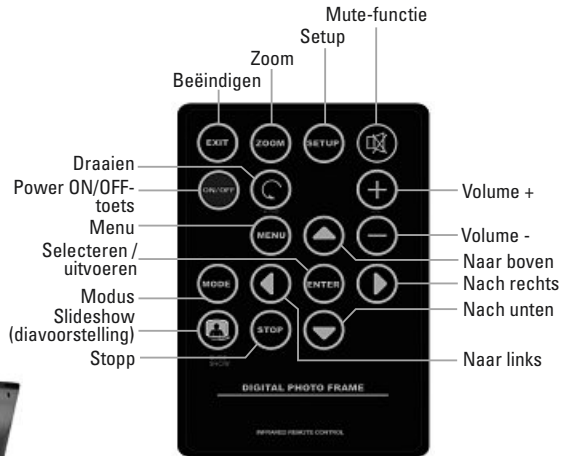 Mute-functie
Setup
Zoom
Beëindigen
EXIT
ZOOM
SETUP
Draaien
Power ON/OFF-
toets
ON/OFF
Volume +
Menu
MENU
Volume -
Selecteren /
uitvoeren
Naar boven
MODE
ENTER
Nach rechts
Modus
Nach unten
Slideshow
(diavoorstelling)
STOP
Stopp
Naar links
SHOW
DIGITAL PHOTO FRAME
INFRARED REMOTE CONTROL